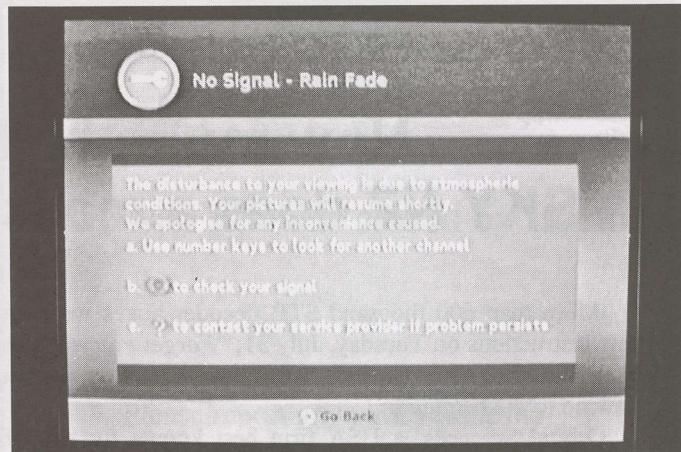 No Signal - Rain Fade
The disturbance to your viewing is due to atmospheric
conditions. Your pictures will resume shortly.
We apologise for any inconvenience caused.
a. Use number keys to look for another channel
b. to check your signal
c. ? to contact your service provider if problem persists
Go Back